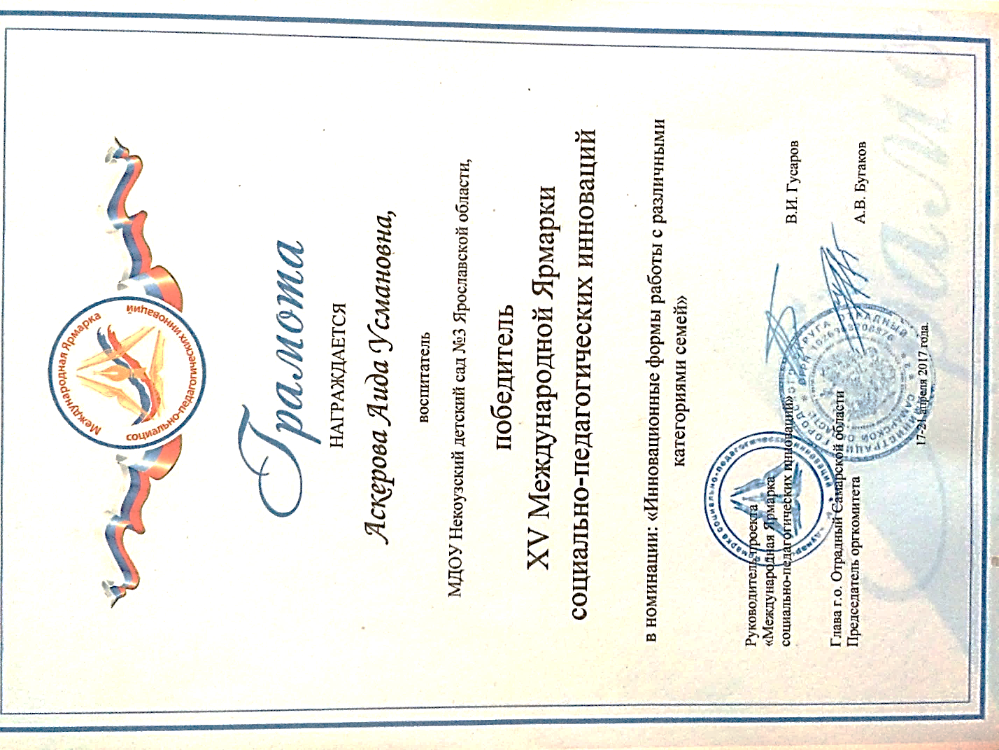 Международная Ярмарка
социально-педагогических инноваций
Грамота
НАГРАЖДАЕТСЯ
Аскерова Аида Усмановна,
воспитатель
МДОУ Некоузский детский сад №3 Ярославской области,
победитель
XV Международной Ярмарки
социально-педагогических инноваций
в номинации: «Инновационные формы работы с различными
категориями семей»
Руководитель проекта
«Международная Ярмарка
социально-педагогических инноваций»
В.И. Гусаров
Глава г.о. Отрадный Самарской области
Председатель оргкомитета
А.В. Бугаков
17-21 апреля 2017 года.